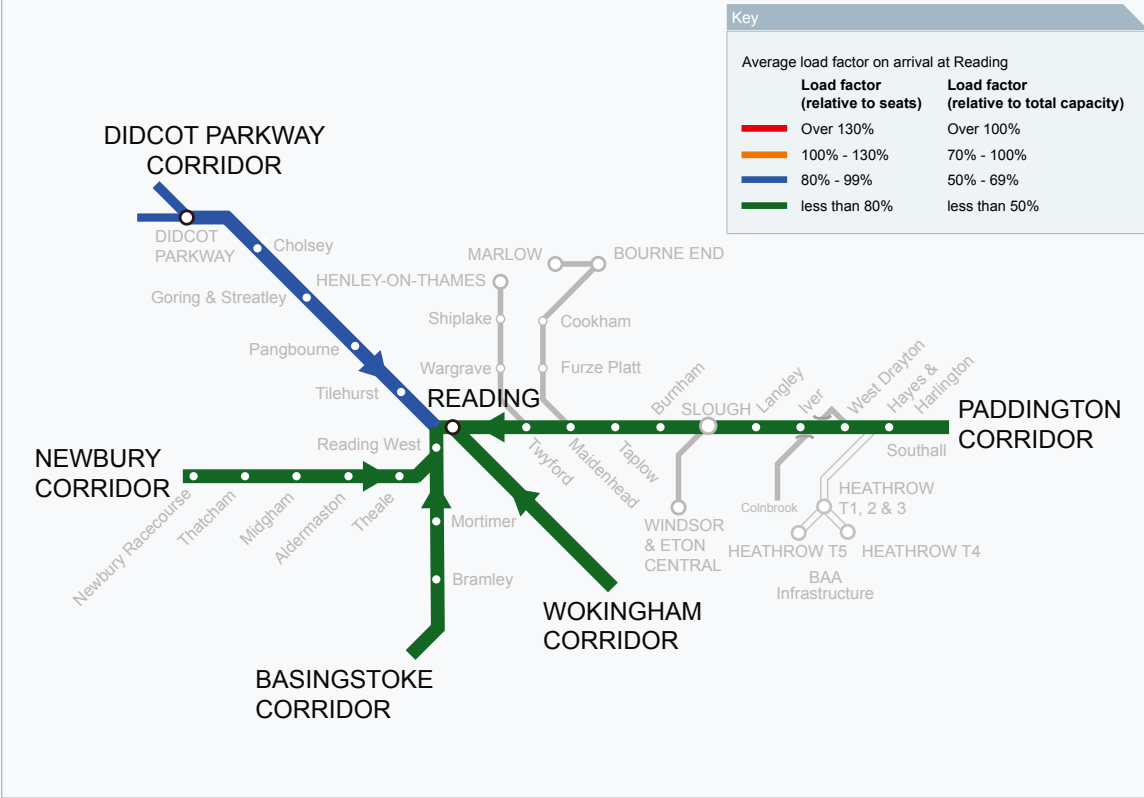 Key
Average load factor on arrival at Reading
Load factor
(relative to seats)
Load factor
(relative to total capacity)
Over 130%
Over 100%
100% - 130%
70% - 100%
80% - 99%
50% - 69%
less than 80%
less than 50%
DIDCOT PARKWAY
CORRIDOR
DIDCOT
PARKWAY
Cholsey
Goring & Streatley
Pangbourne
Tilehurst
HENLEY-ON-THAMES
Shiplake
Wargrave
MARLOW
BOURNE END
Cookham
Furze Platt
READING
Reading West
Twyford
Maidenhead
Taplow
Burnham
SLOUGH
Langley
Iver
West Drayton
Hayes &
Harlington
Southall
PADDINGTON
CORRIDOR
NEWBURY
CORRIDOR
Newbury Racecourse
Thatcham
Midgham
Aldermaston
Theale
Mortimer
Bramley
BASINGSTOKE
CORRIDOR
WOKINGHAM
CORRIDOR
WINDSOR
& ETON
CENTRAL
Colnbrook
HEATHROW
T1, 2 & 3
HEATHROW T5
HEATHROW T4
BAA
Infrastructure